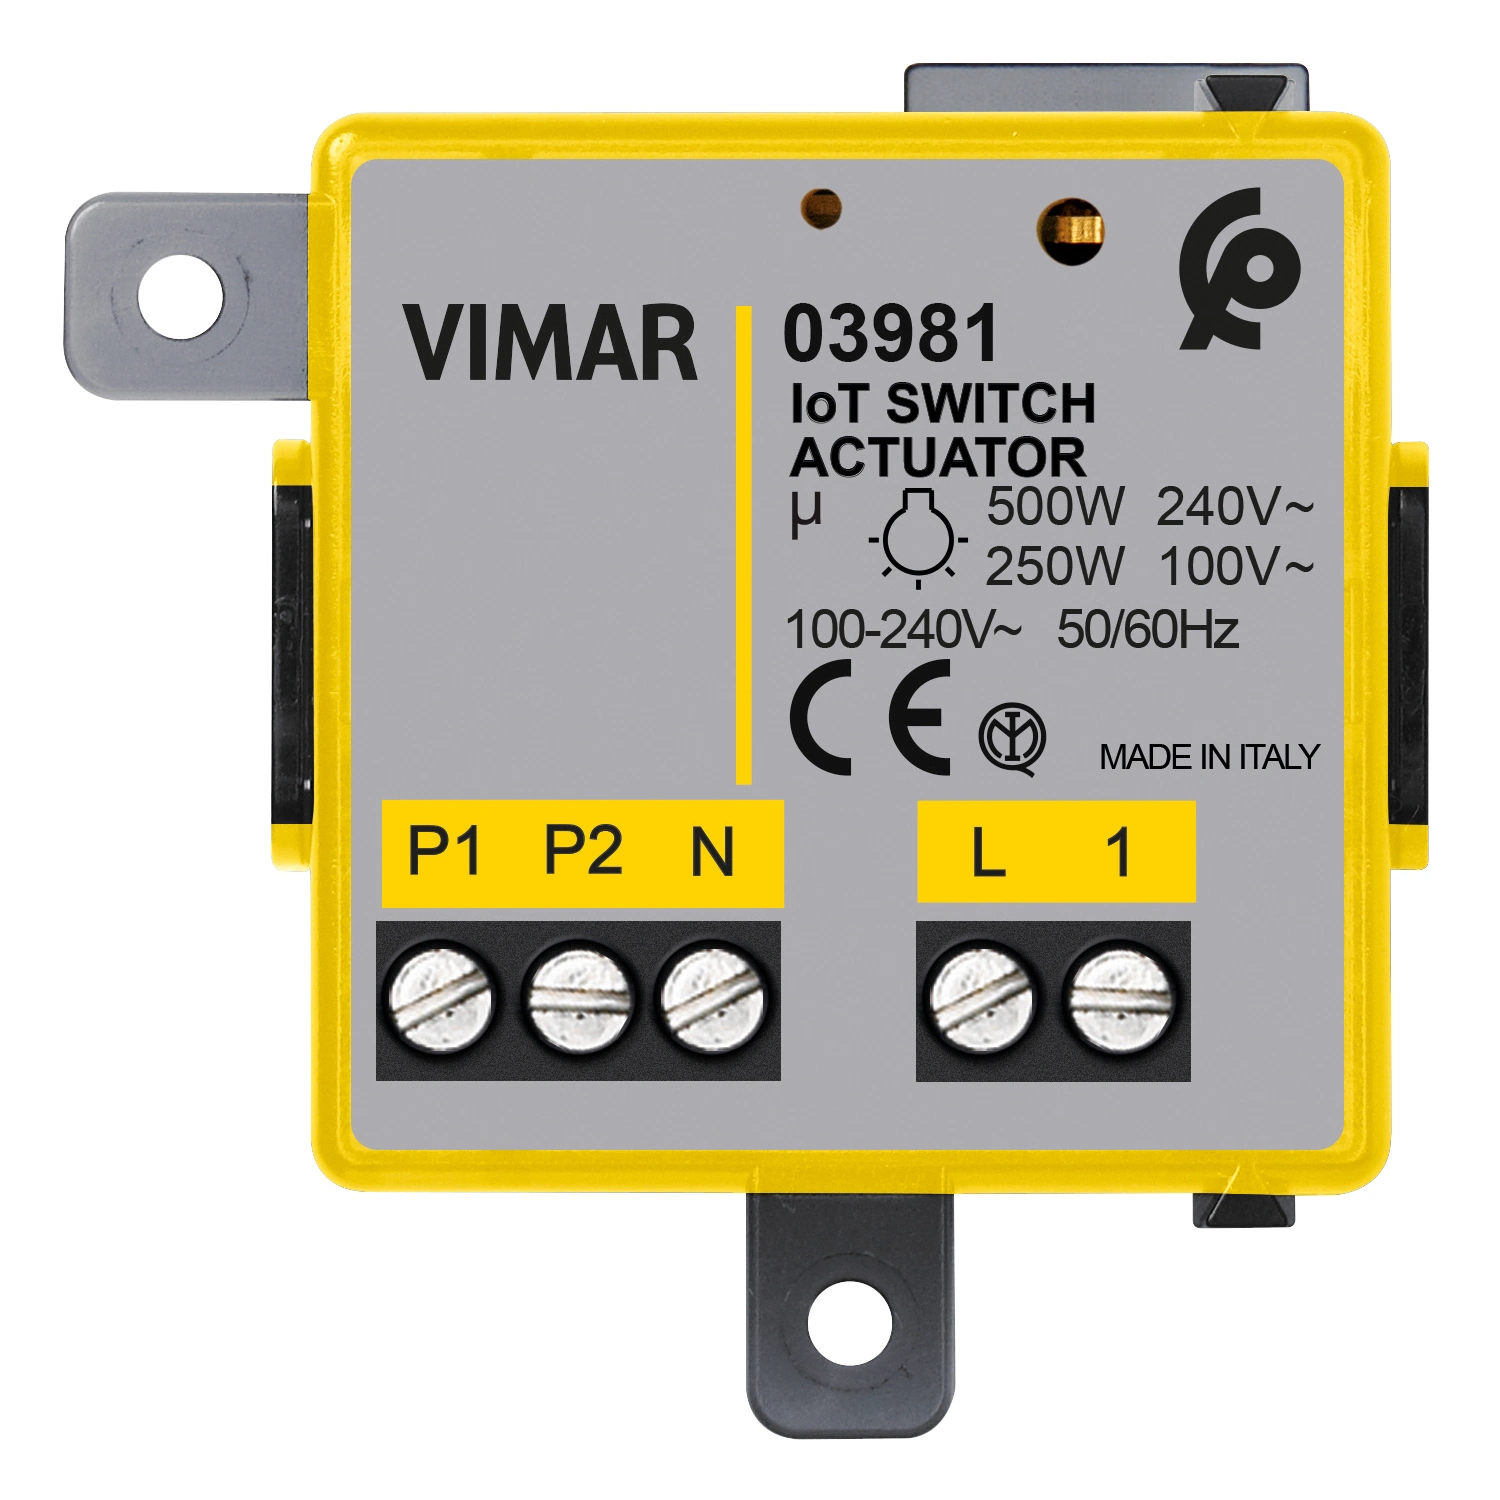 VIMAR
03981
IoT SWITCH
ACTUATOR
µ 500W 240V~
250W 100V~
100-240V~ 50/60Hz
CE
MADE IN ITALY
P1 P2 N
L 1